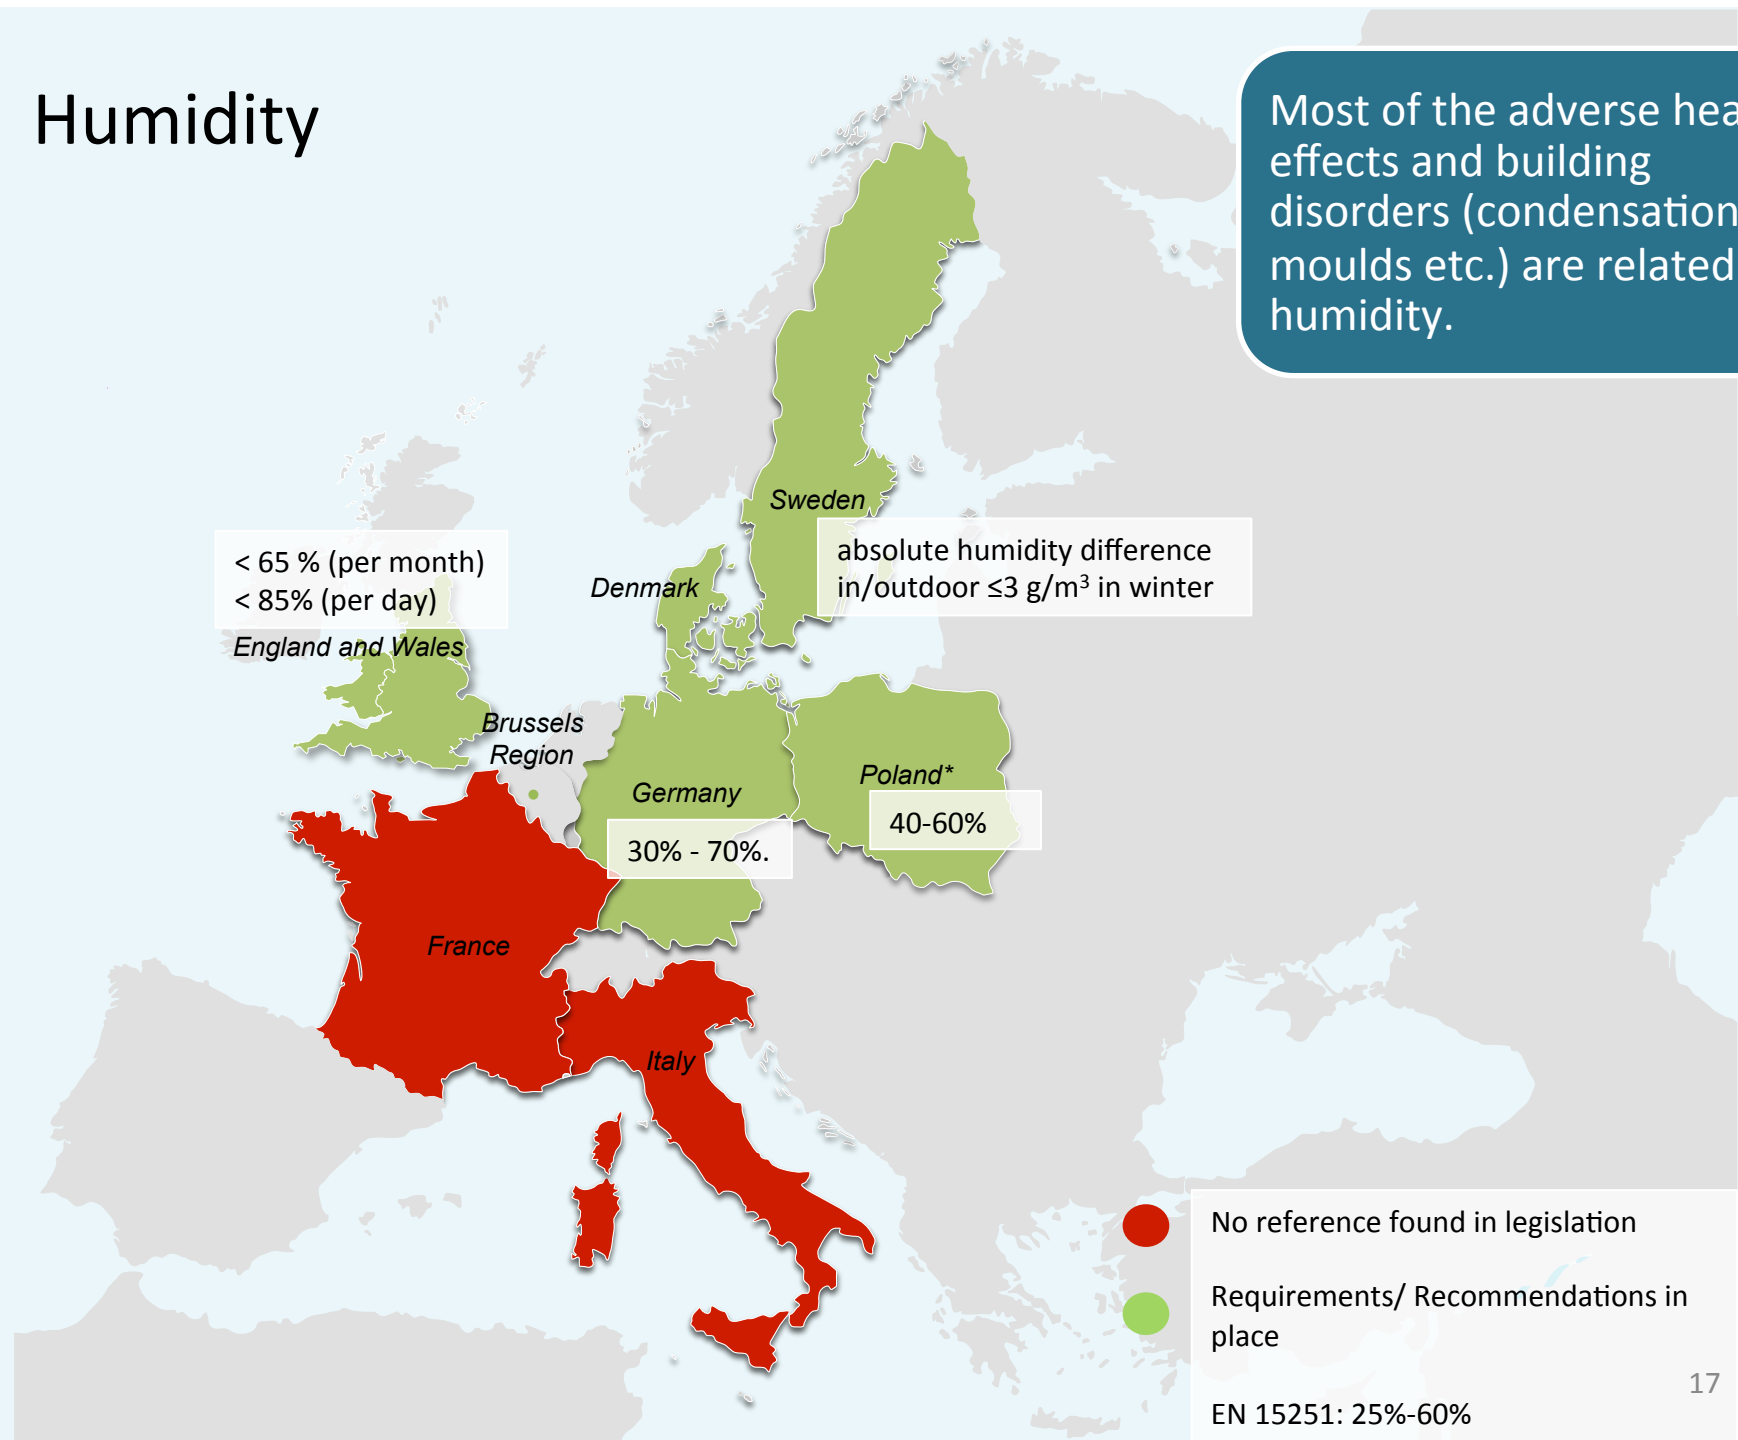 Humidity
Most of the adverse hea
effects and building
disorders (condensation
moulds etc.) are related
humidity.
Sweden
absolute humidity difference
in/outdoor ≤3 g/m³ in winter
< 65 % (per month)
< 85% (per day)
England and Wales
Denmark
Brussels
Region
Germany
30% - 70%.
Poland*
40-60%
France
Italy
No reference found in legislation
Requirements/ Recommendations in
place
EN 15251: 25%-60%
17